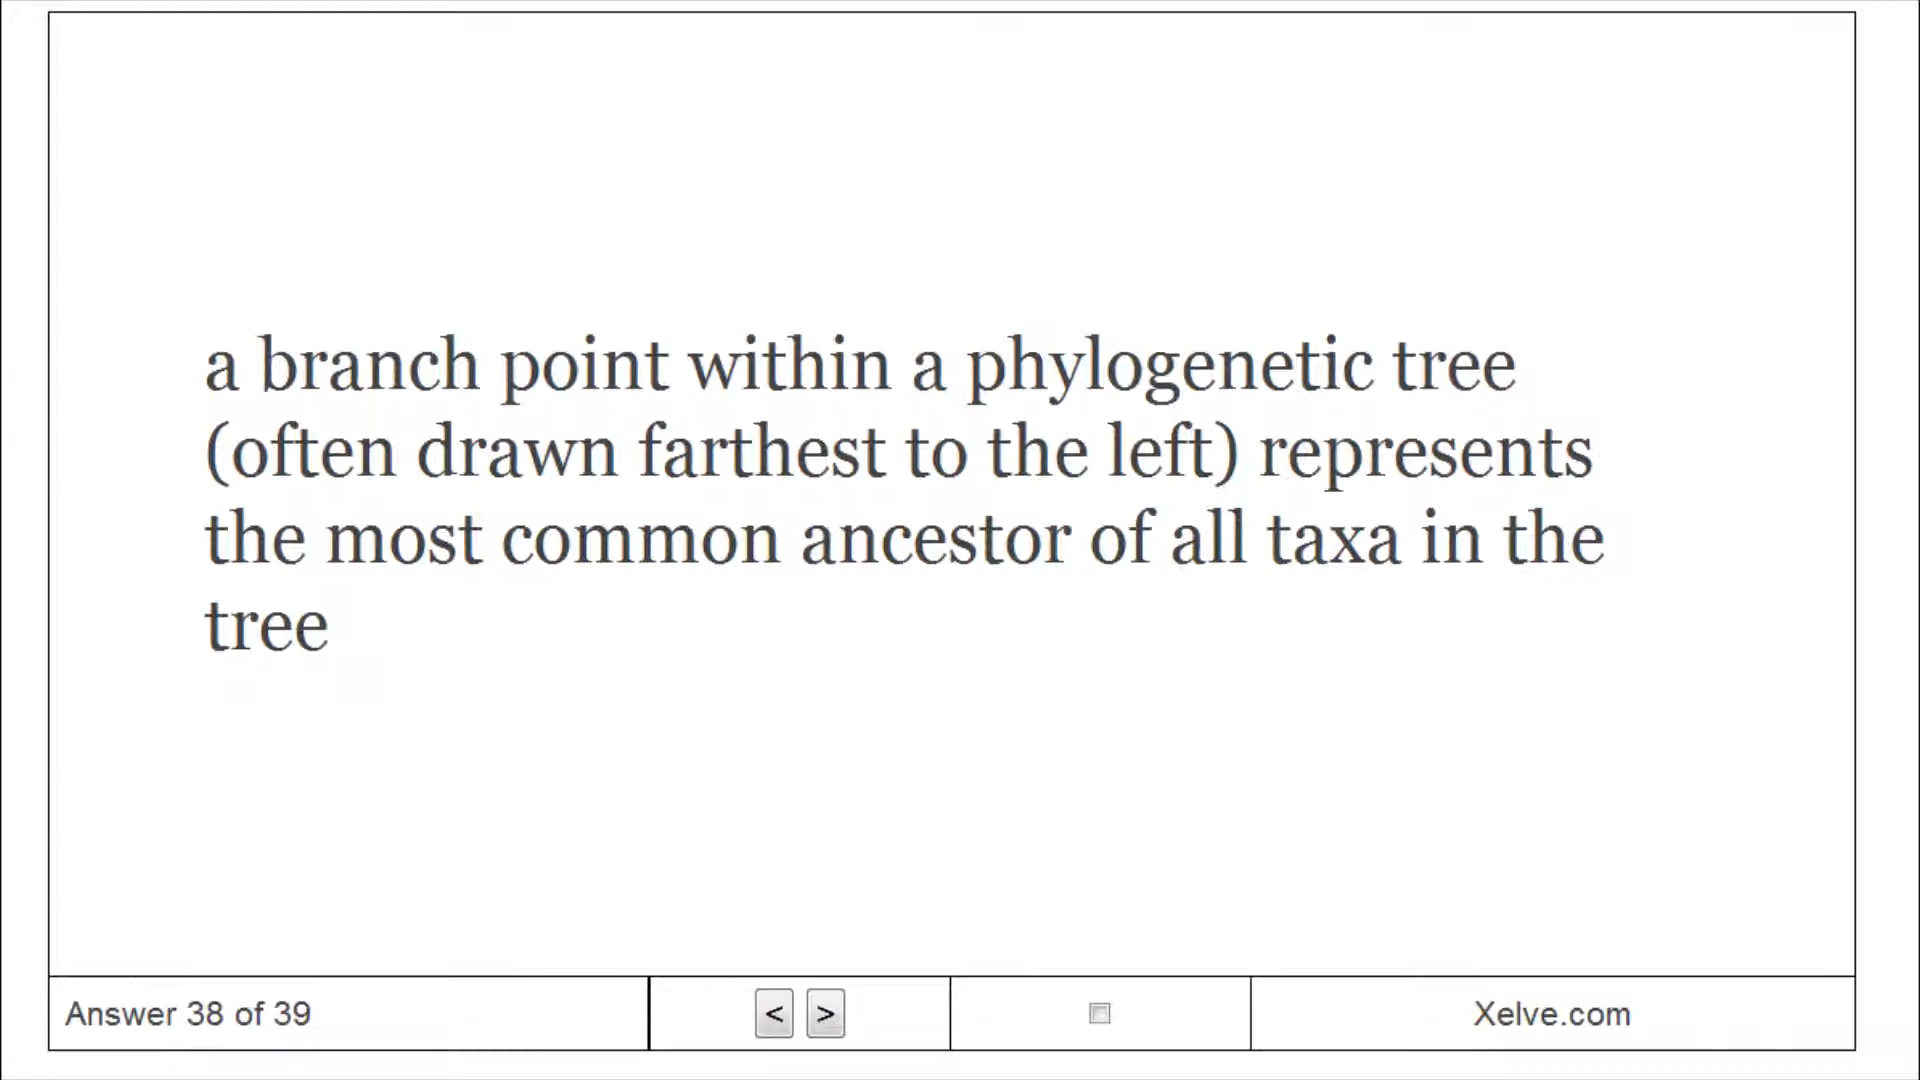 a branch point within a phylogenetic tree
(often drawn farthest to the left) represents
the most common ancestor of all taxa in the
tree
Answer 38 of 39
<
>
Xelve.com